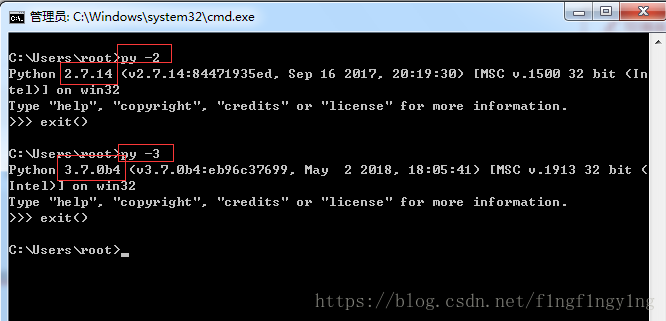 管理员: C:\Windows\system32\cmd.exe
C:\Users\root>py -2
Python 2.7.14 (v2.7.14:84471935ed, Sep 16 2017, 20:19:30) [MSC v.1500 32 bit (In
tel)] on win32
Type "help", "copyright", "credits" or "license" for more information.
>>> exit()
C:\Users\root>py -3
Python 3.7.0b4 (v3.7.0b4:eb96c37699, May  2 2018, 18:05:41) [MSC v.1913 32 bit (
Intel)] on win32
Type "help", "copyright", "credits" or "license" for more information.
>>> exit()
C:\Users\root>
https://blog.csdn.net/f1ngf1ngy1ng